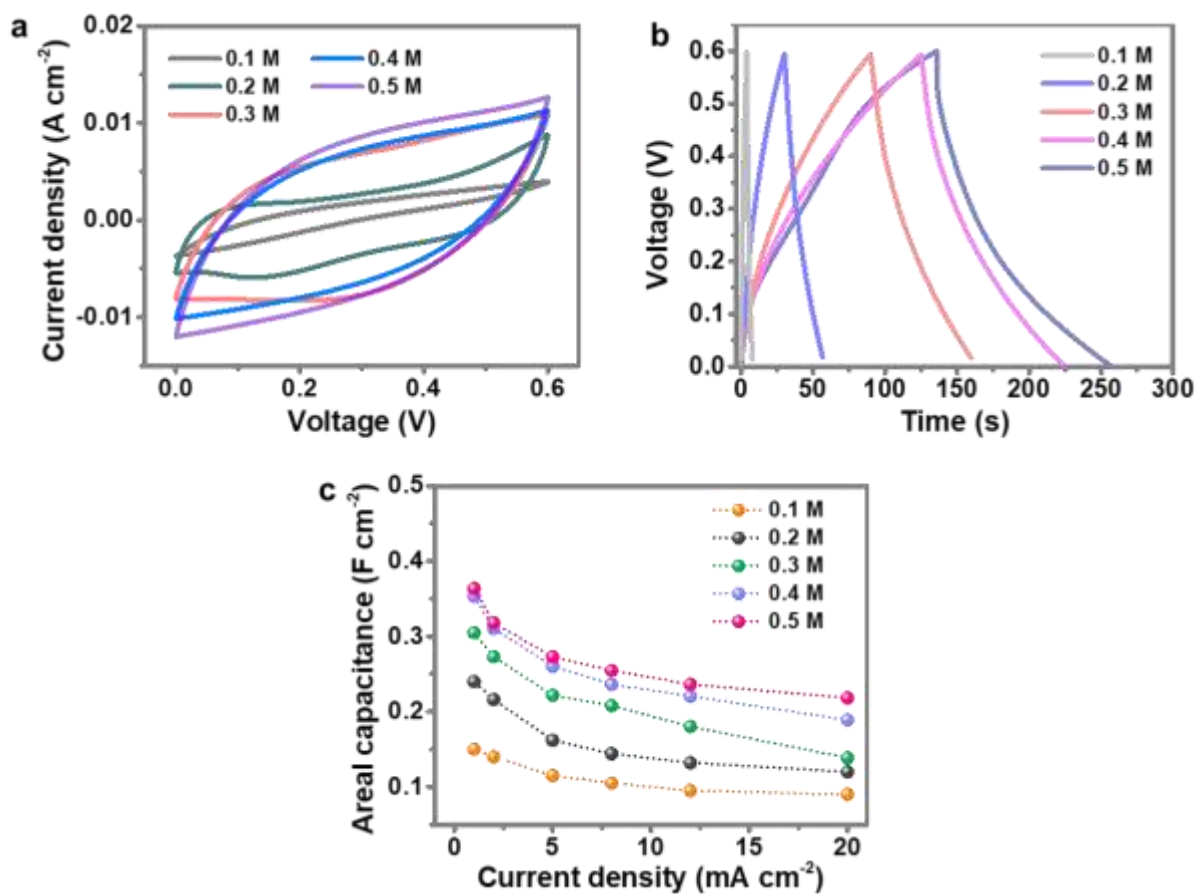 a
Current density (A cm⁻²)
0.02
0.01
0.00
-0.01
0.1 M
0.2 M
0.3 M
0.4 M
0.5 M
0.0 0.2 0.4 0.6
Voltage (V)
b
Voltage (V)
0.6
0.5
0.4
0.3
0.2
0.1
0.0
0.1 M
0.2 M
0.3 M
0.4 M
0.5 M
0 50 100 150 200 250 300
Time (s)
c
Areal capacitance (F cm⁻²)
0.5
0.4
0.3
0.2
0.1
0.1 M
0.2 M
0.3 M
0.4 M
0.5 M
0 5 10 15 20
Current density (mA cm⁻²)